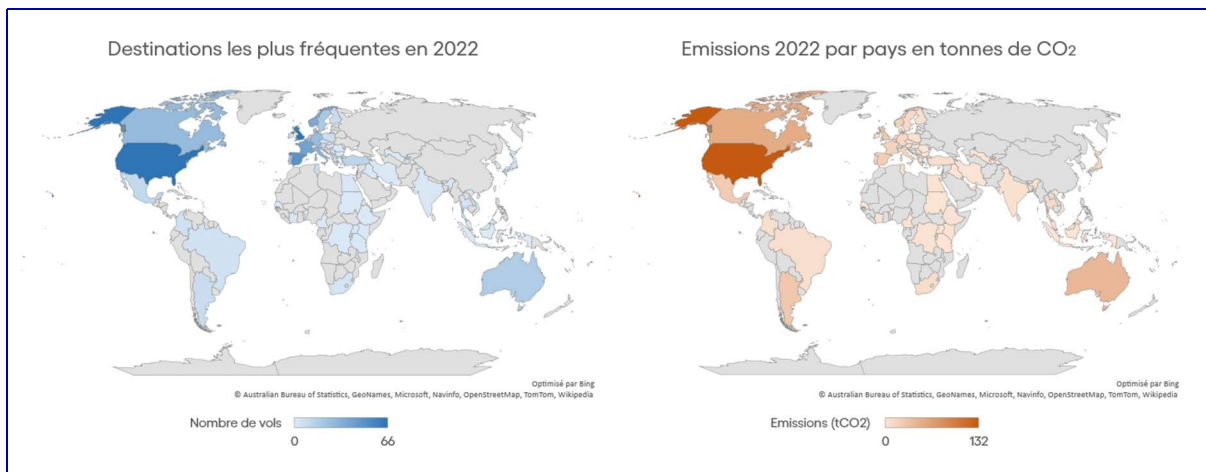 Destinations les plus fréquentes en 2022
Optimisé par Bing
© Australian Bureau of Statistics, GeoNames, Microsoft, Navinfo, OpenStreetMap, TomTom, Wikipedia
Nombre de vols
0
66
Emissions 2022 par pays en tonnes de CO₂
Optimisé par Bing
© Australian Bureau of Statistics, GeoNames, Microsoft, Navinfo, OpenStreetMap, TomTom, Wikipedia
Emissions (tCO2)
0
132